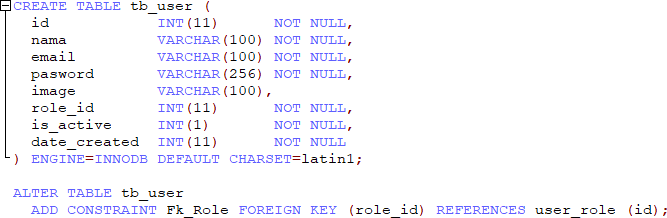 CREATE TABLE tb_user (
id INT(11) NOT NULL,
nama VARCHAR(100) NOT NULL,
email VARCHAR(100) NOT NULL,
pasword VARCHAR(256) NOT NULL,
image VARCHAR(100),
role_id INT(11) NOT NULL,
is_active INT(1) NOT NULL,
date_created INT(11) NOT NULL
) ENGINE=INNODB DEFAULT CHARSET=latin1;
ALTER TABLE tb_user
ADD CONSTRAINT Fk_Role FOREIGN KEY (role_id) REFERENCES user_role (id);